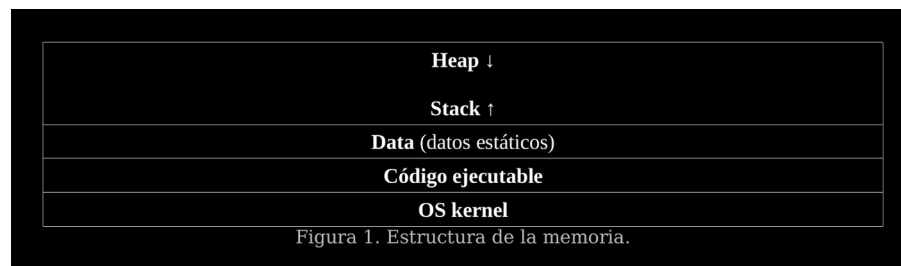 Heap ↓
Stack ↑
Data (datos estáticos)
Código ejecutable
OS kernel
Figura 1. Estructura de la memoria.